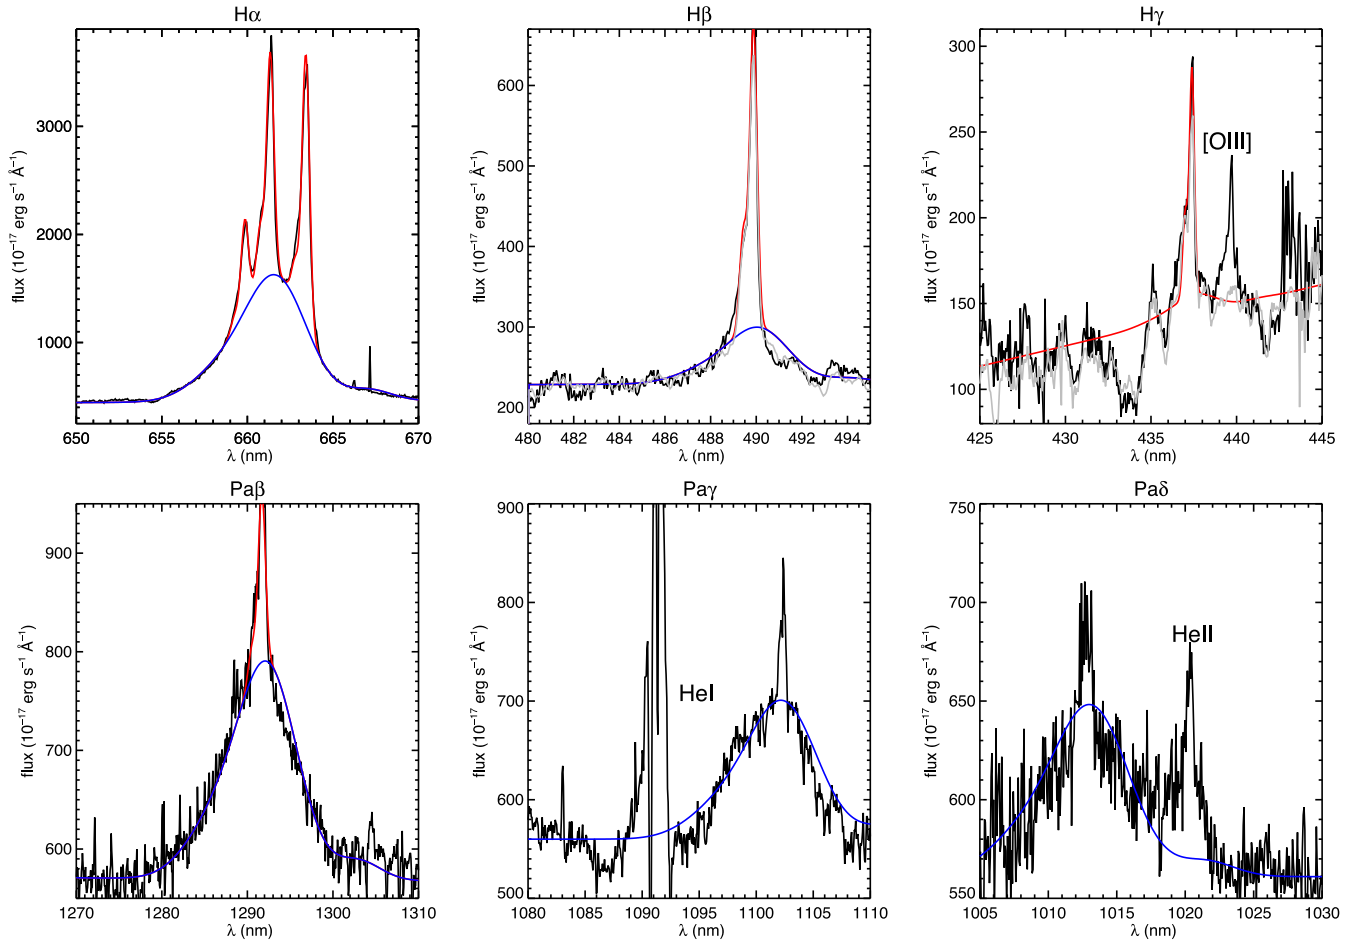 Hα
Hβ
Hγ
flux (10⁻¹⁷ erg s⁻¹ Å⁻¹)
3000
2000
1000
650 655 660 665 670
λ (nm)
flux (10⁻¹⁷ erg s⁻¹ Å⁻¹)
600
500
400
300
200
480 482 484 486 488 490 492 494
λ (nm)
flux (10⁻¹⁷ erg s⁻¹ Å⁻¹)
300
250
200
150
100
[OIII]
425 430 435 440 445
λ (nm)
Paβ
Paγ
Paδ
flux (10⁻¹⁷ erg s⁻¹ Å⁻¹)
900
800
700
600
1270 1280 1290 1300 1310
λ (nm)
flux (10⁻¹⁷ erg s⁻¹ Å⁻¹)
900
800
700
600
500
HeI
1080 1085 1090 1095 1100 1105 1110
λ (nm)
flux (10⁻¹⁷ erg s⁻¹ Å⁻¹)
750
700
650
600
550
HeII
1005 1010 1015 1020 1025 1030
λ (nm)